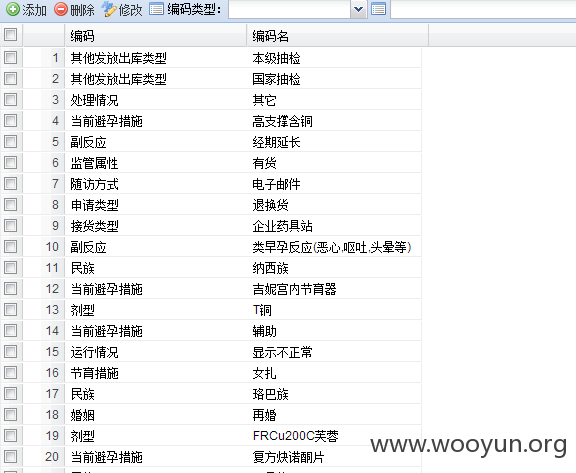 添加 删除 修改 编码类型:
编码 编码名
1 其他发放出库类型 本级抽检
2 其他发放出库类型 国家抽检
3 处理情况 其它
4 当前避孕措施 高支撑含铜
5 副反应 经期延长
6 监管属性 有货
7 随访方式 电子邮件
8 申请类型 退换货
9 接货类型 企业药具站
10 副反应 类早孕反应(恶心,呕吐,头晕等)
11 民族 纳西族
12 当前避孕措施 吉妮宫内节育器
13 剂型 T铜
14 当前避孕措施 辅助
15 运行情况 显示不正常
16 节育措施 女扎
17 民族 珞巴族
18 婚姻 再婚
19 剂型 FRCu200C芙蓉
20 当前避孕措施 复方炔诺酮片
www.wooyun.org